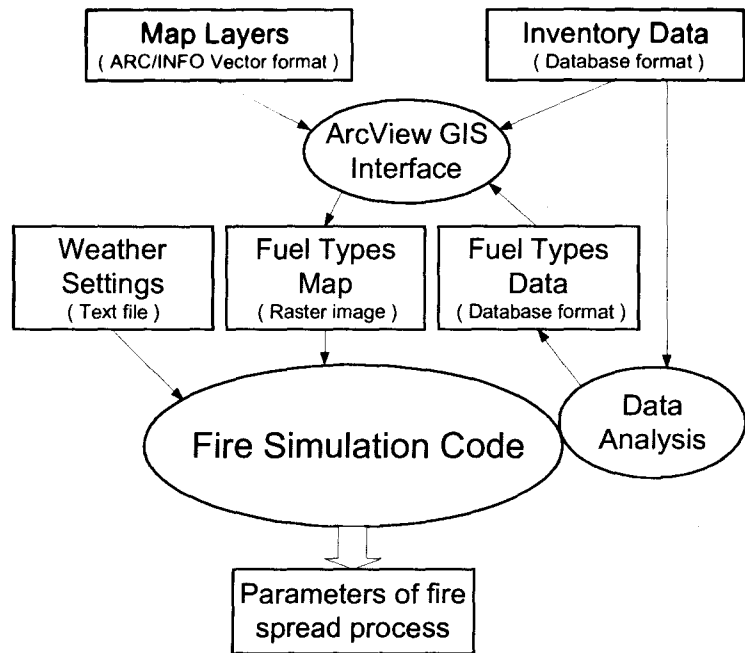 Map Layers
( ARC/INFO Vector format )
Inventory Data
( Database format )
ArcView GIS
Interface
Weather
Settings
( Text file )
Fuel Types
Map
( Raster image )
Fuel Types
Data
( Database format )
Fire Simulation Code
Data
Analysis
Parameters of fire
spread process